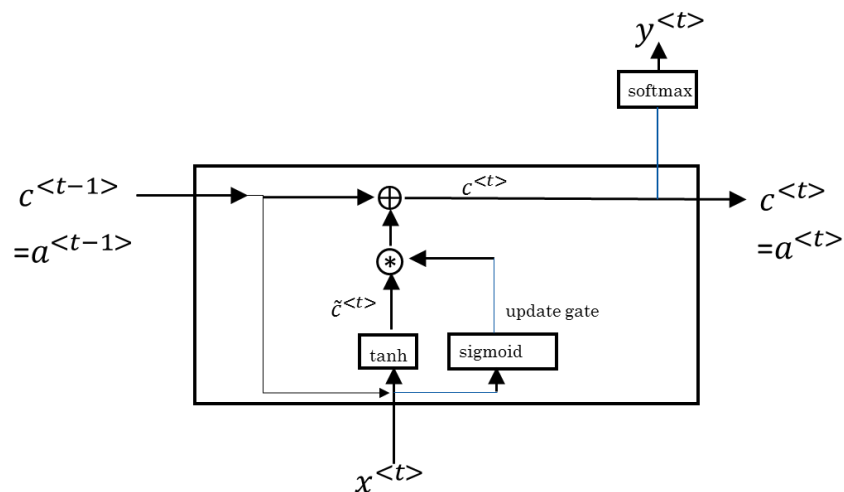 y<t>
softmax
c<t-1>
c<t>
c<t>
=a<t-1>
=a<t>
⊕
⊛
c̃<t>
update gate
tanh
sigmoid
x<t>